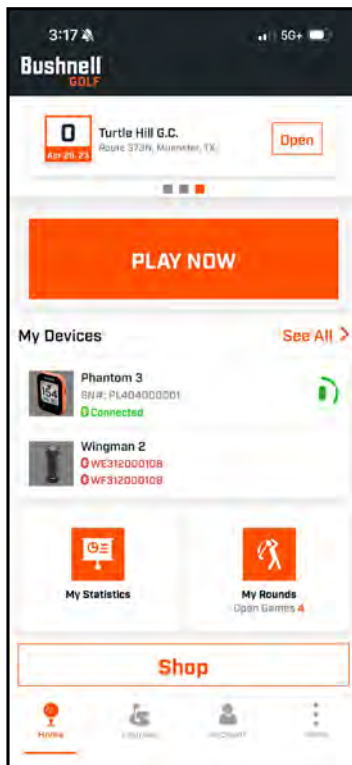 3:17
5G+
Bushnell
GOLF
0
Apr 26, 23
Turtle Hill G.C.
Route 373N, Muenster, TX,
Open
PLAY NOW
My Devices
See All >
Phantom 3
SN#: PL404000001
Connected
Wingman 2
WE312000108
WF312000108
My Statistics
My Rounds
Open Games 4
Shop
Home
Courses
Account